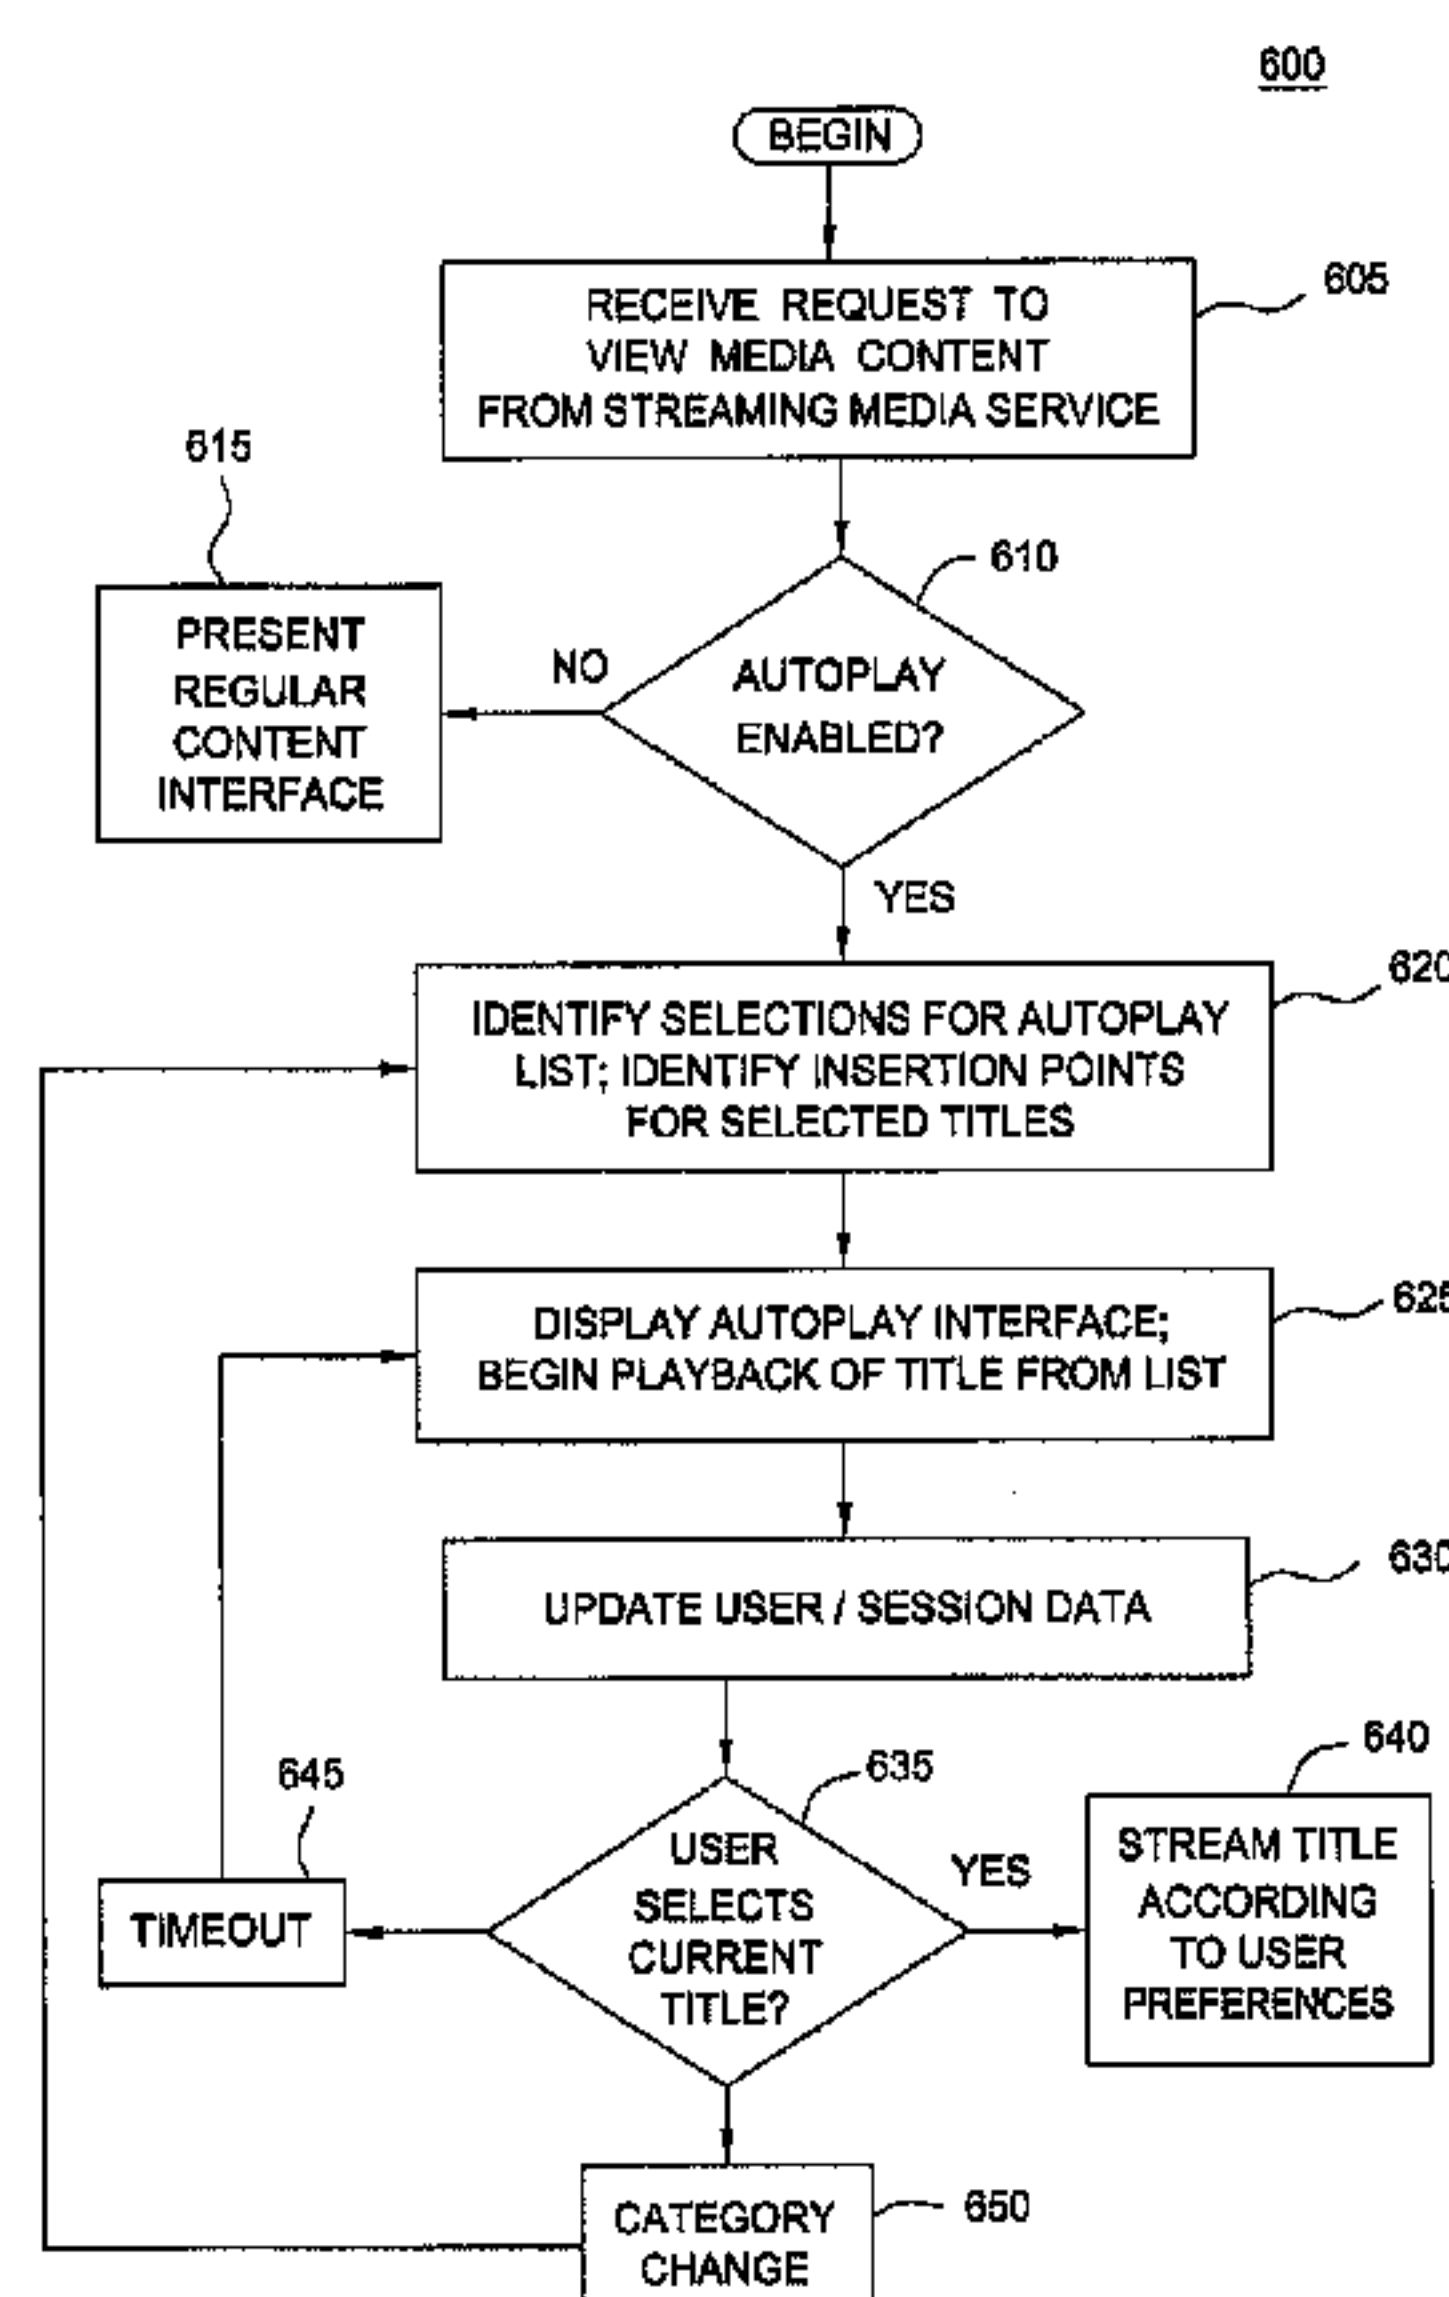 600
BEGIN
RECEIVE REQUEST TO
VIEW MEDIA CONTENT
FROM STREAMING MEDIA SERVICE
605
615
PRESENT
REGULAR
CONTENT
INTERFACE
NO
610
AUTOPLAY
ENABLED?
YES
IDENTIFY SELECTIONS FOR AUTOPLAY
LIST; IDENTIFY INSERTION POINTS
FOR SELECTED TITLES
620
DISPLAY AUTOPLAY INTERFACE;
BEGIN PLAYBACK OF TITLE FROM LIST
625
UPDATE USER / SESSION DATA
630
635
USER
SELECTS
CURRENT
TITLE?
645
TIMEOUT
YES
640
STREAM TITLE
ACCORDING
TO USER
PREFERENCES
CATEGORY
CHANGE
650